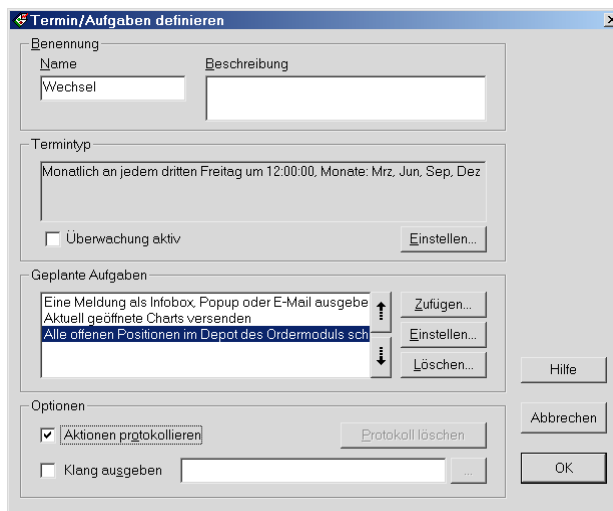 Termin/Aufgaben definieren
Benennung
Name
Beschreibung
Wechsel
Termintyp
Monatlich an jedem dritten Freitag um 12:00:00, Monate: Mrz, Jun, Sep, Dez
Überwachung aktiv
Einstellen...
Geplante Aufgaben
Eine Meldung als Infobox, Popup oder E-Mail ausgebe
Aktuell geöffnete Charts versenden
Alle offenen Positionen im Depot des Ordermoduls sch
Zufügen...
Einstellen...
Löschen...
Hilfe
Optionen
Aktionen protokollieren
Protokoll löschen
Abbrechen
Klang ausgeben
...
OK